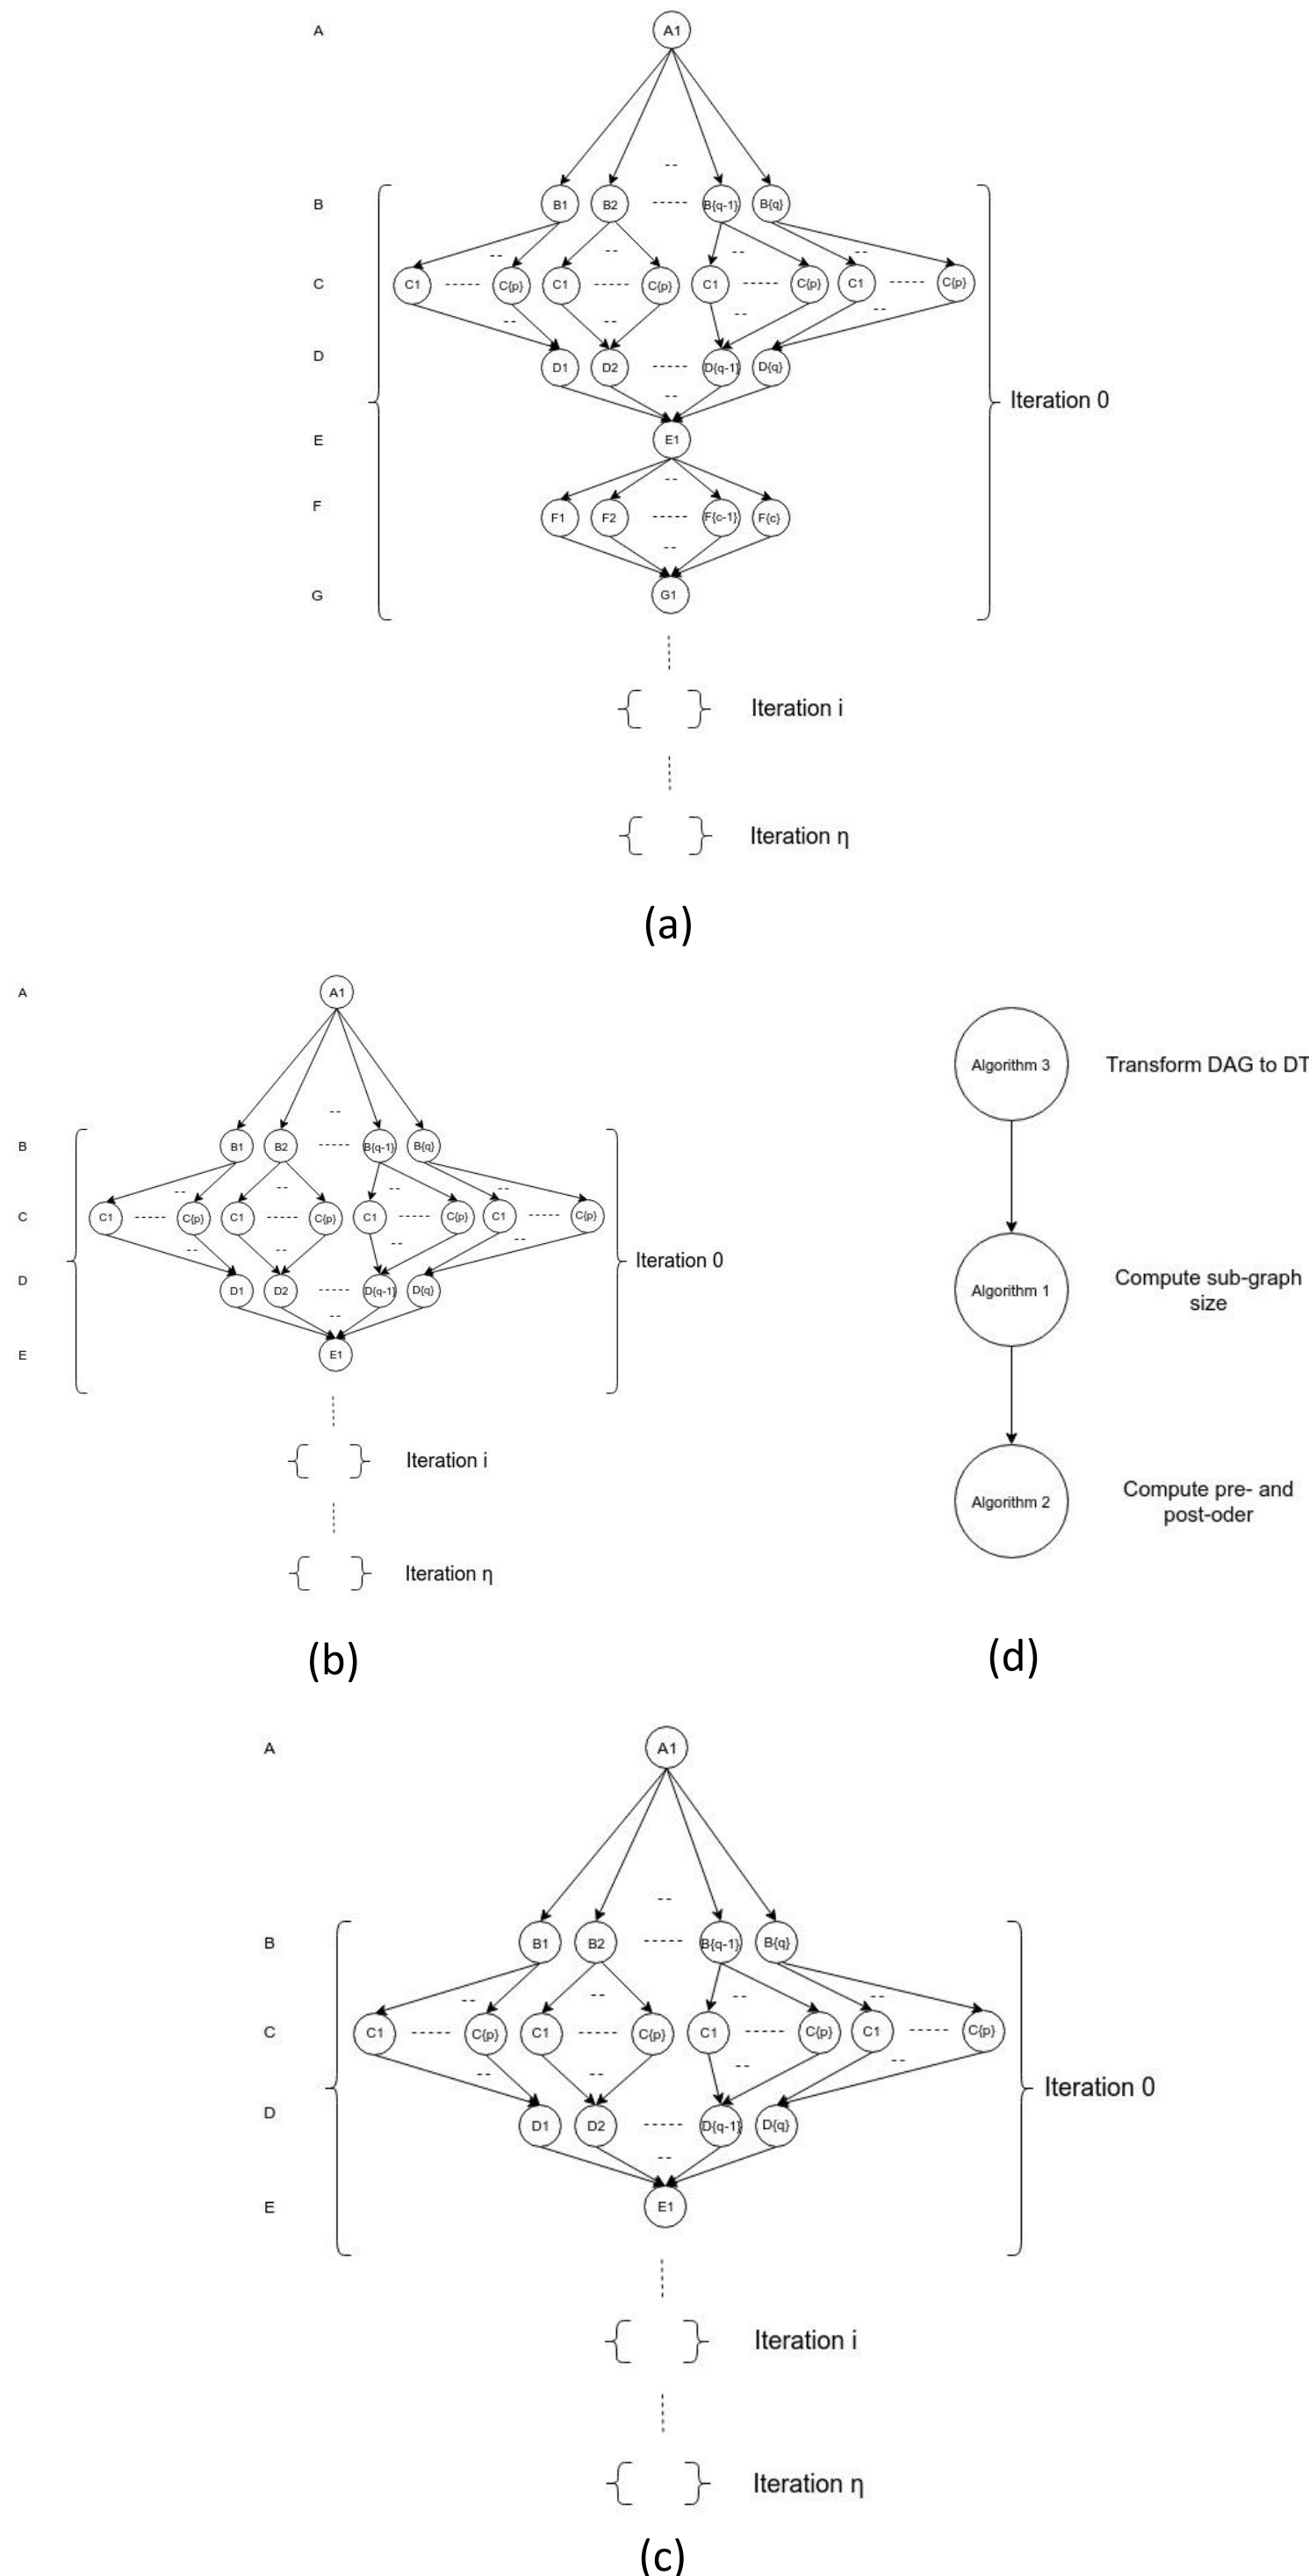 A
A1
B
B1 B2 B{q-1} B{q}
C
C1 C{p} C1 C{p} C1 C{p} C1 C{p}
D
D1 D2 D{q-1} D{q}
Iteration 0
E
E1
F
F1 F2 F{c-1} F{c}
G
G1
Iteration i
Iteration η
(a)
A
A1
B
B1 B2 B{q-1} B{q}
C
C1 C{p} C1 C{p} C1 C{p} C1 C{p}
Iteration 0
D
D1 D2 D{q-1} D{q}
E
E1
Iteration i
Iteration η
(b)
Algorithm 3
Transform DAG to DT
Algorithm 1
Compute sub-graph
size
Algorithm 2
Compute pre- and
post-oder
(d)
A
A1
B
B1 B2 B{q-1} B{q}
C
C1 C{p} C1 C{p} C1 C{p} C1 C{p}
Iteration 0
D
D1 D2 D{q-1} D{q}
E
E1
Iteration i
Iteration η
(c)